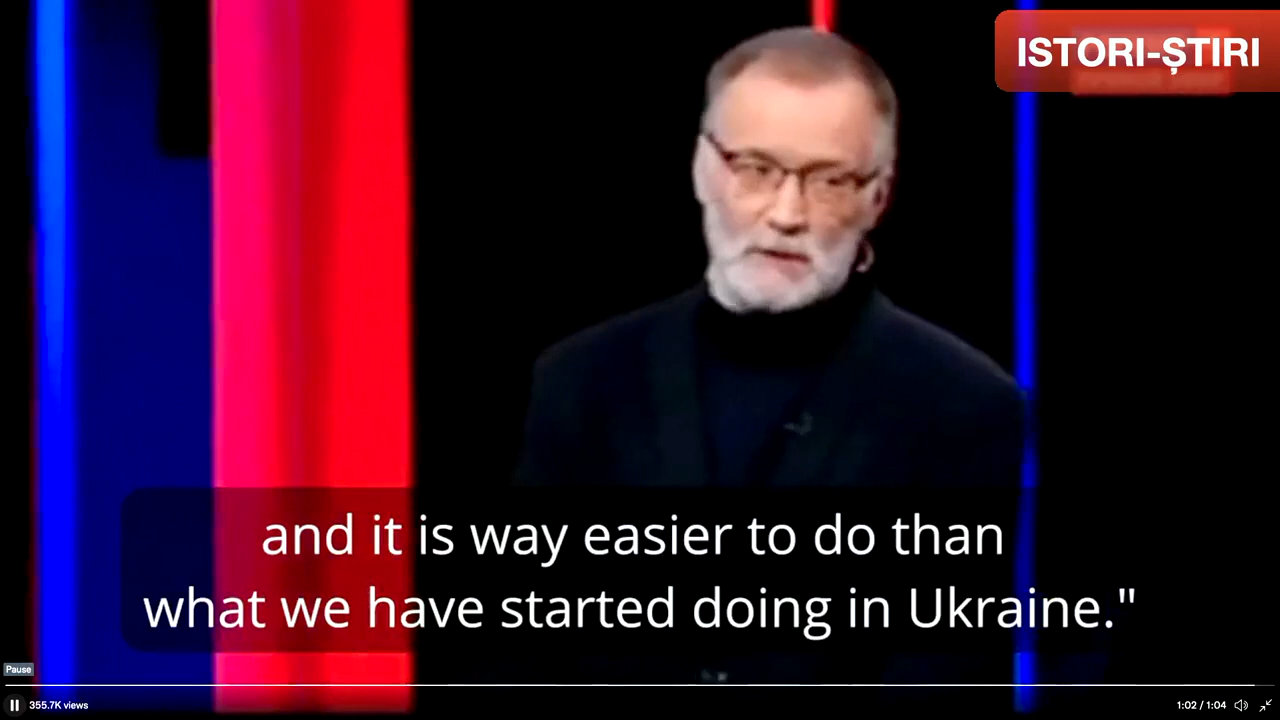 ISTORI-ȘTIRI
and it is way easier to do than
what we have started doing in Ukraine."
Pause
355.7K views
1:02 / 1:04